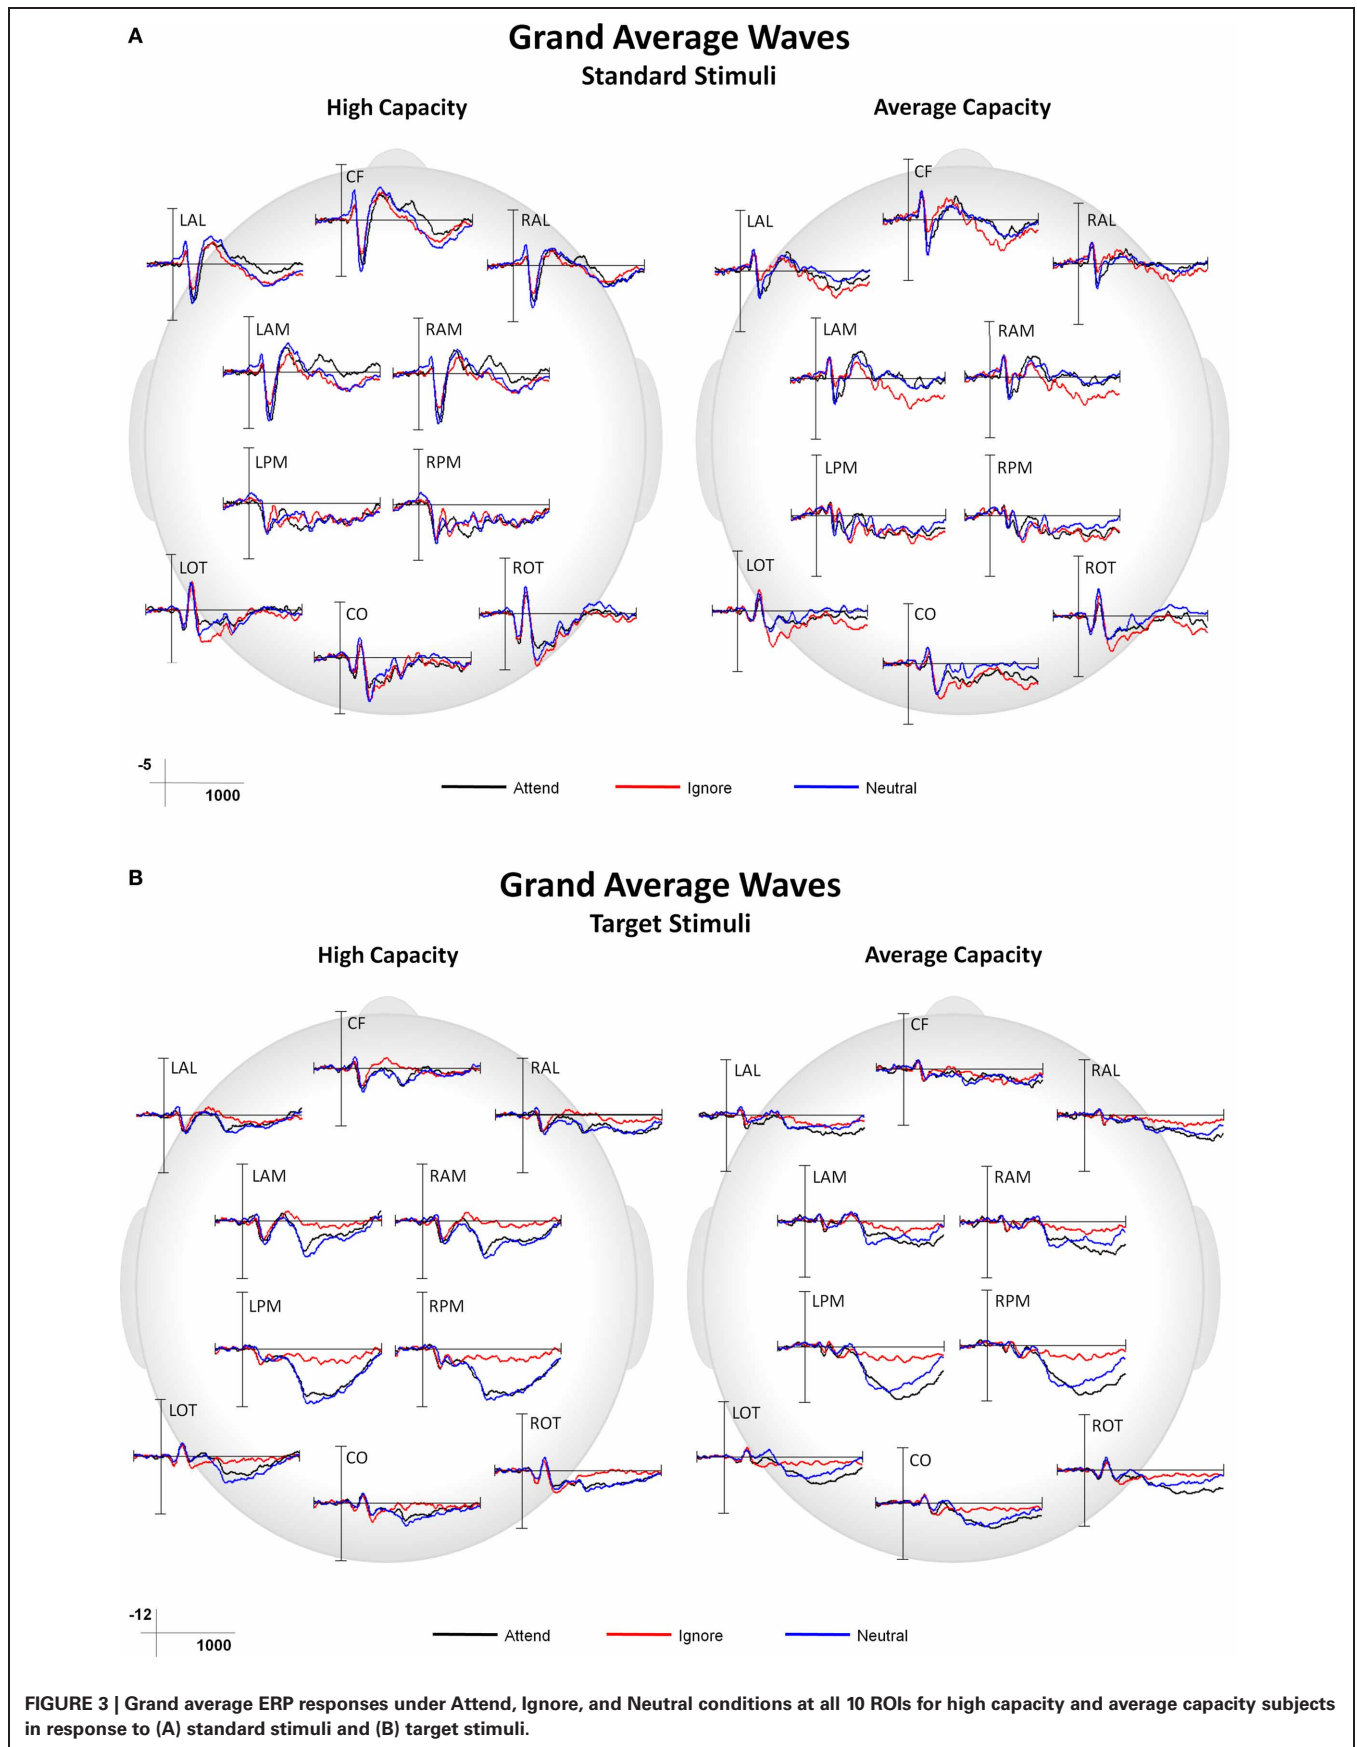 A
Grand Average Waves
Standard Stimuli
High Capacity
Average Capacity
CF
LAL
RAL
LAM
RAM
LPM
RPM
LOT
ROT
CO
CF
LAL
RAL
LAM
RAM
LPM
RPM
LOT
ROT
CO
-5
1000
Attend
Ignore
Neutral
B
Grand Average Waves
Target Stimuli
High Capacity
Average Capacity
CF
LAL
RAL
LAM
RAM
LPM
RPM
LOT
ROT
CO
CF
LAL
RAL
LAM
RAM
LPM
RPM
LOT
ROT
CO
-12
1000
Attend
Ignore
Neutral
FIGURE 3 | Grand average ERP responses under Attend, Ignore, and Neutral conditions at all 10 ROIs for high capacity and average capacity subjects
in response to (A) standard stimuli and (B) target stimuli.